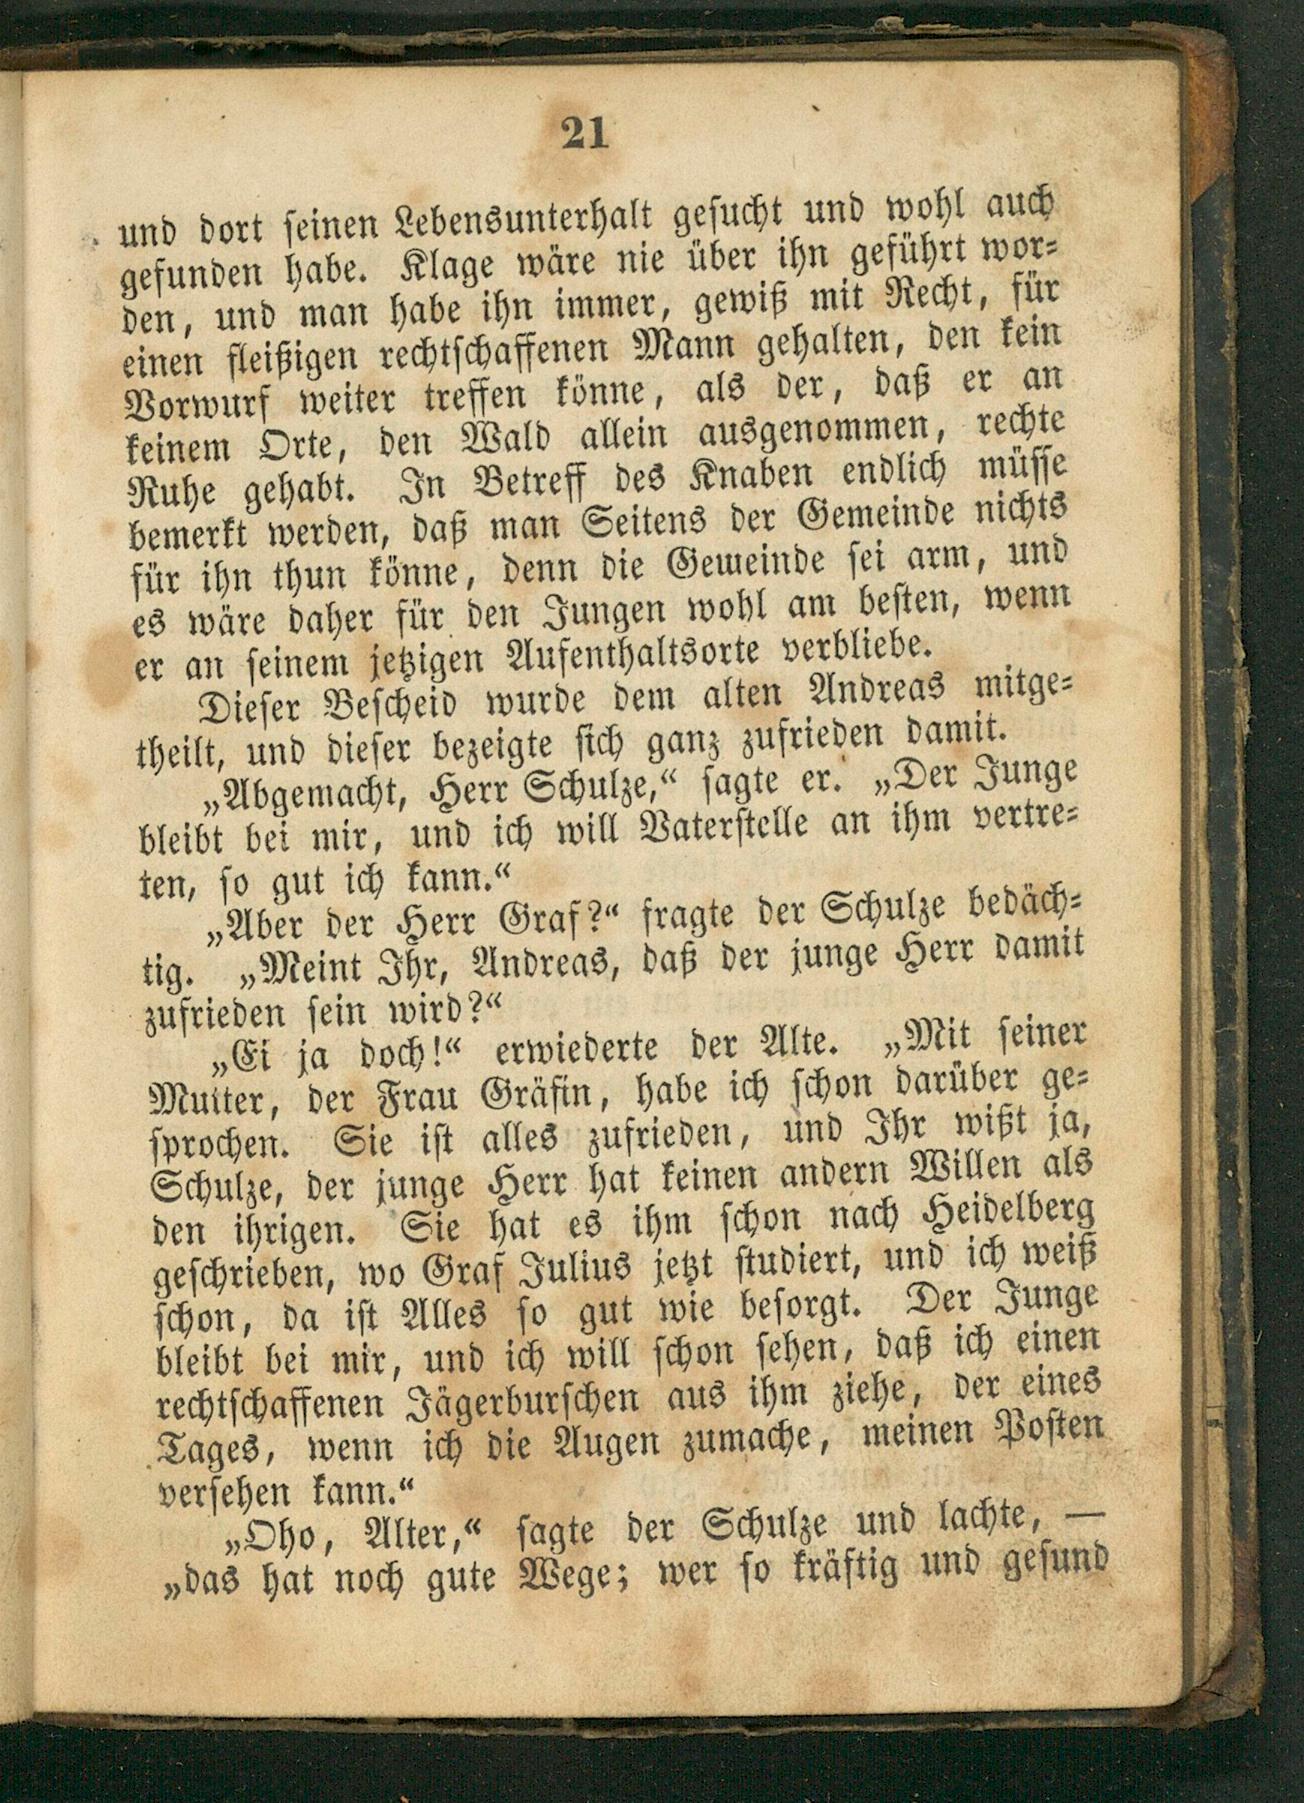 21
und dort seinen Lebensunterhalt gesucht und wohl auch
gefunden habe. Klage wäre nie über ihn geführt wor-
den, und man habe ihn immer, gewiß mit Recht, für
einen fleißigen rechtschaffenen Mann gehalten, den kein
Vorwurf weiter treffen könne, als der, daß er an
keinem Orte, den Wald allein ausgenommen, rechte
Ruhe gehabt. In Betreff des Knaben endlich müsse
bemerkt werden, daß man Seitens der Gemeinde nichts
für ihn thun könne, denn die Gemeinde sei arm, und
es wäre daher für den Jungen wohl am besten, wenn
er an seinem jetzigen Aufenthaltsorte verbliebe.
Dieser Bescheid wurde dem alten Andreas mitge-
theilt, und dieser bezeigte sich ganz zufrieden damit.
„Abgemacht, Herr Schulze,“ sagte er. „Der Junge
bleibt bei mir, und ich will Vaterstelle an ihm vertre-
ten, so gut ich kann.“
„Aber der Herr Graf?“ fragte der Schulze bedäch-
tig. „Meint Ihr, Andreas, daß der junge Herr damit
zufrieden sein wird?“
„Ei ja doch!“ erwiederte der Alte. „Mit seiner
Mutter, der Frau Gräfin, habe ich schon darüber ge-
sprochen. Sie ist alles zufrieden, und Ihr wißt ja,
Schulze, der junge Herr hat keinen andern Willen als
den ihrigen. Sie hat es ihm schon nach Heidelberg
geschrieben, wo Graf Julius jetzt studiert, und ich weiß
schon, da ist Alles so gut wie besorgt. Der Junge
bleibt bei mir, und ich will schon sehen, daß ich einen
rechtschaffenen Jägerburschen aus ihm ziehe, der eines
Tages, wenn ich die Augen zumache, meinen Posten
versehen kann.“
„Oho, Alter,“ sagte der Schulze und lachte, —
„das hat noch gute Wege; wer so kräftig und gesund